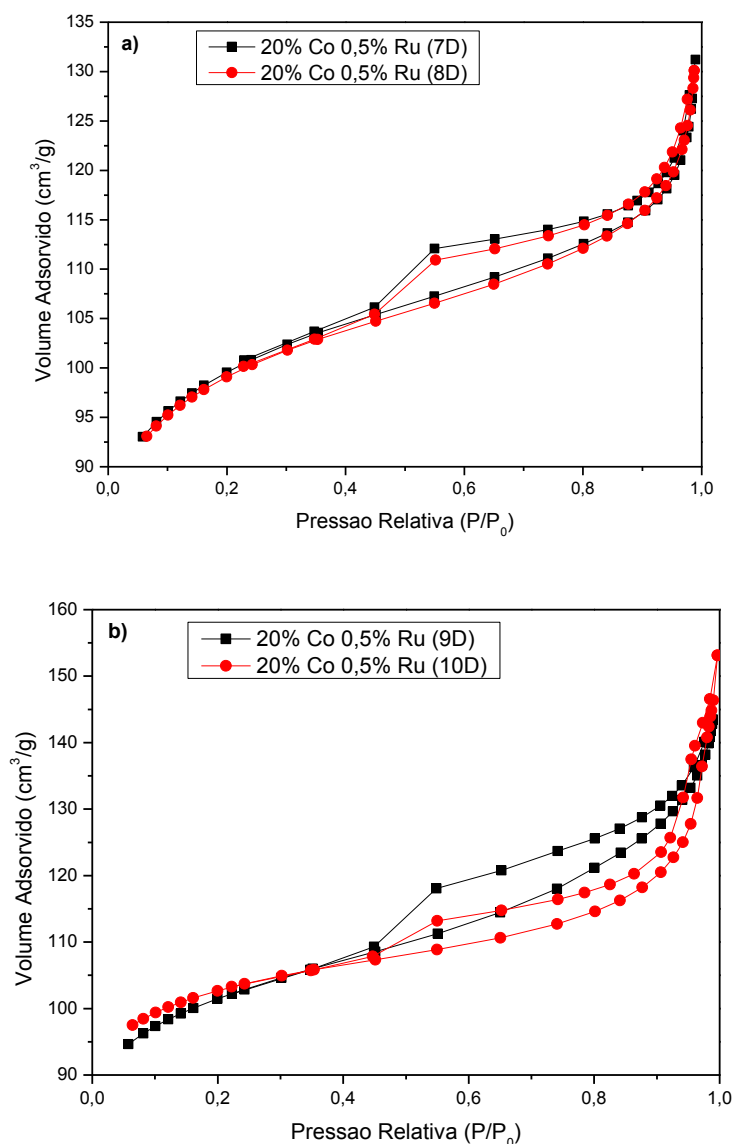 a)
20% Co 0,5% Ru (7D)
20% Co 0,5% Ru (8D)
135
130
125
120
115
110
105
100
95
90
Volume Adsorvido (cm³/g)
0,0 0,2 0,4 0,6 0,8 1,0
Pressao Relativa (P/P₀)
b)
20% Co 0,5% Ru (9D)
20% Co 0,5% Ru (10D)
160
150
140
130
120
110
100
90
Volume Adsorvido (cm³/g)
0,0 0,2 0,4 0,6 0,8 1,0
Pressao Relativa (P/P₀)